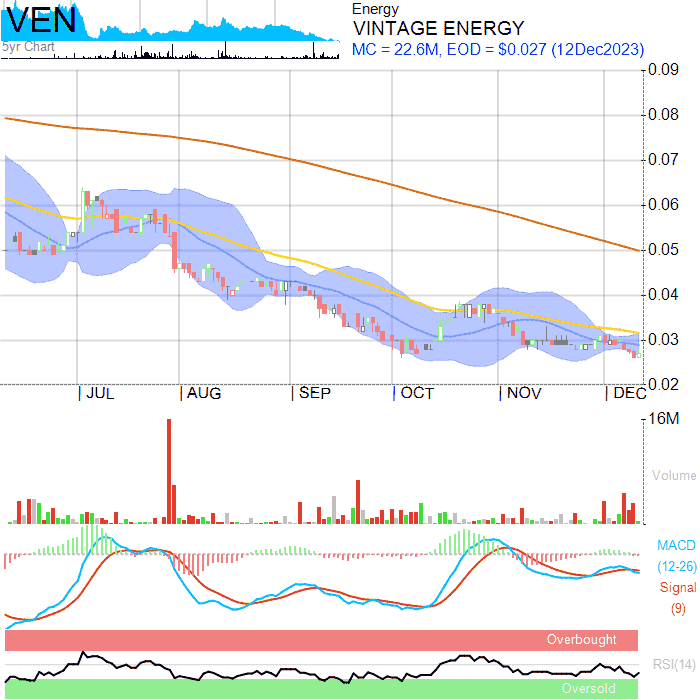 VEN
Energy
VINTAGE ENERGY
5yr Chart
MC = 22.6M, EOD = $0.027 (12Dec2023)
0.09
0.08
0.07
0.06
0.05
0.04
0.03
0.02
JUL AUG SEP OCT NOV DEC
16M
Volume
MACD
(12-26)
Signal
(9)
Overbought
RSI(14)
Oversold